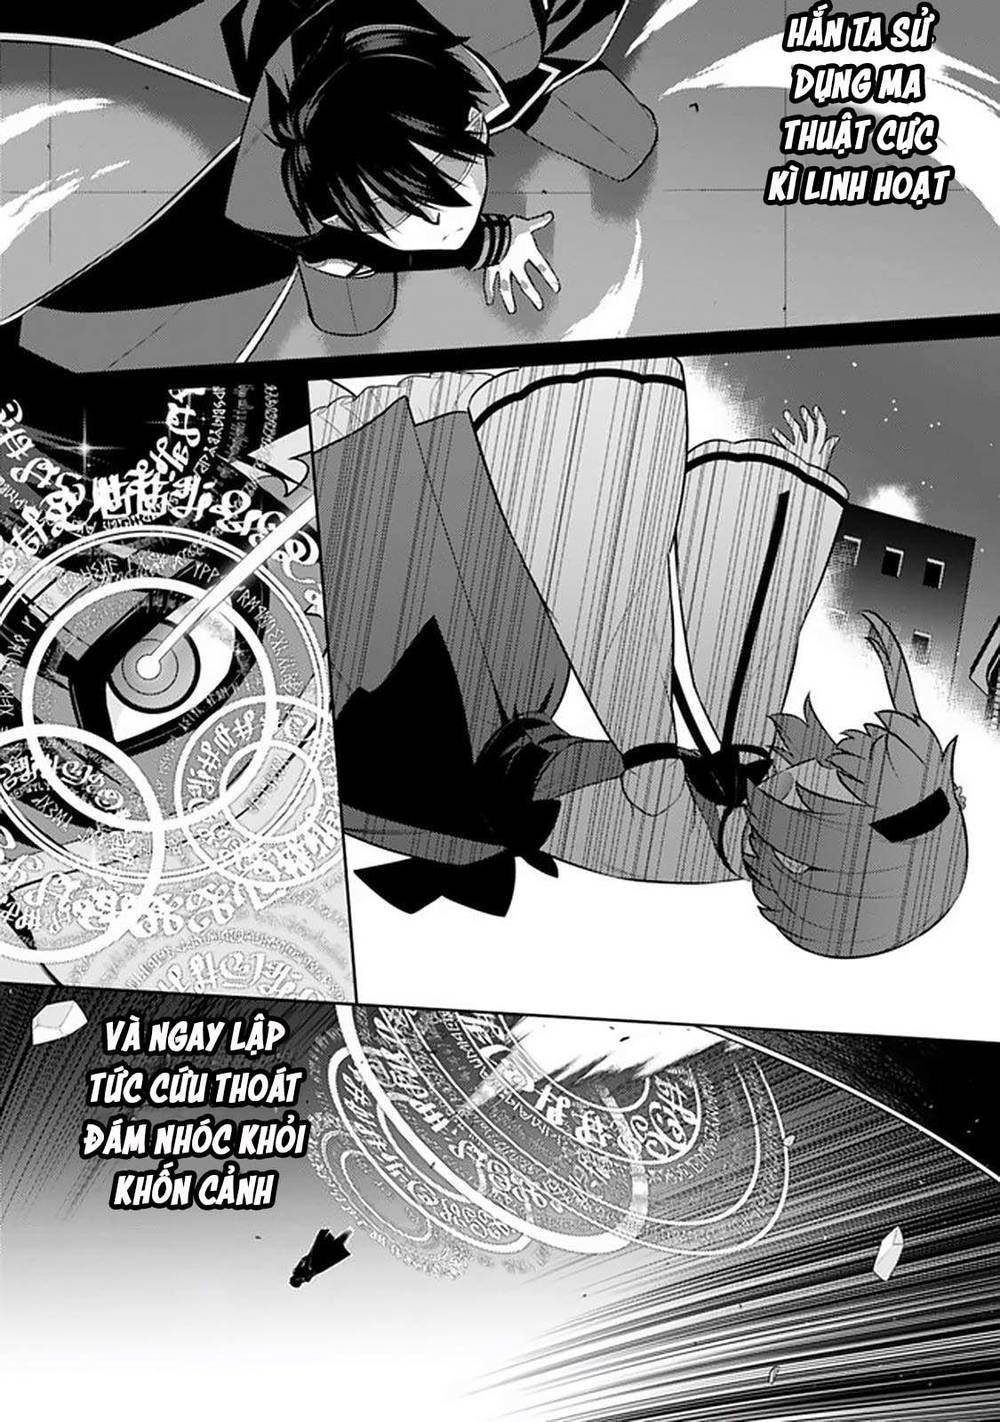 HẮN TA SỬ
DỤNG MA
THUẬT CỰC
KÌ LINH HOẠT
VÀ NGAY LẬP
TỨC CỨU THOÁT
ĐÁM NHÓC KHỎI
KHỐN CẢNH